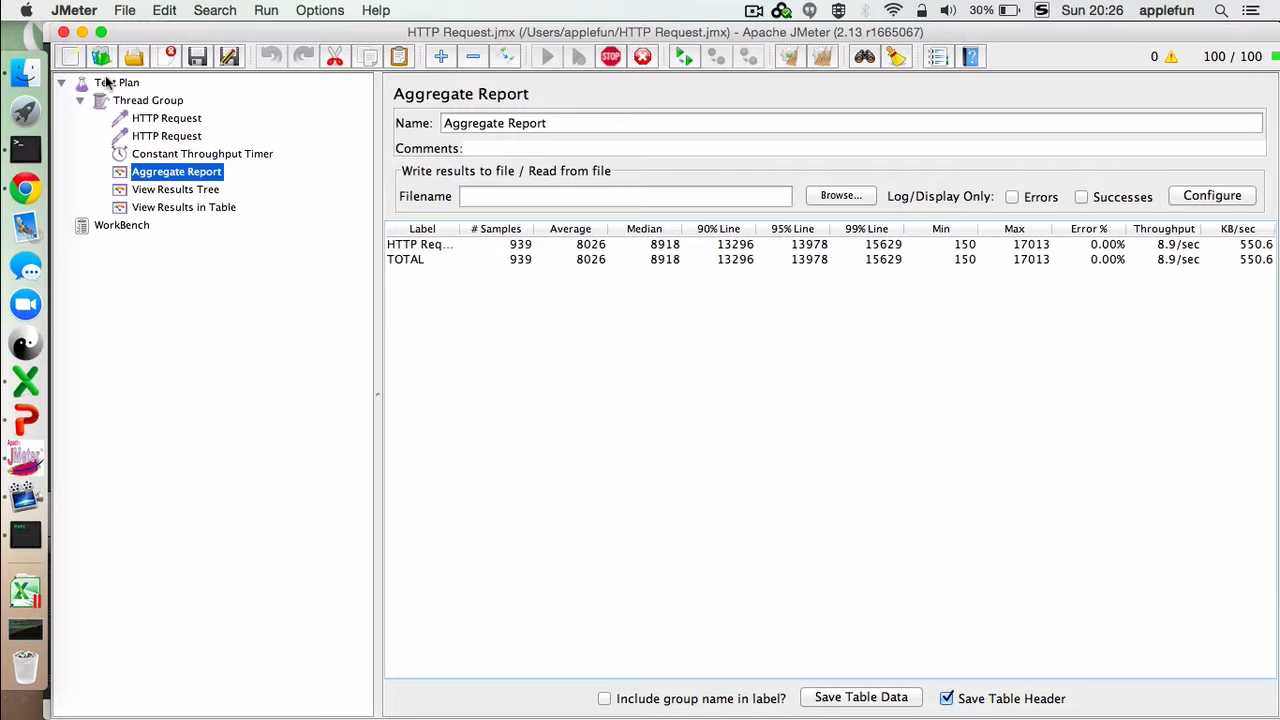 JMeter File Edit Search Run Options Help 30% Sun 20:26 applefun
HTTP Request.jmx (/Users/applefun/HTTP Request.jmx) - Apache JMeter (2.13 r1665067)
STOP 0 100 / 100
Test Plan
Thread Group
HTTP Request
HTTP Request
Constant Throughput Timer
Aggregate Report
View Results Tree
View Results in Table
WorkBench
Aggregate Report
Name: Aggregate Report
Comments:
Write results to file / Read from file
Filename Browse... Log/Display Only: Errors Successes Configure
Label # Samples Average Median 90% Line 95% Line 99% Line Min Max Error % Throughput KB/sec
HTTP Req... 939 8026 8918 13296 13978 15629 150 17013 0.00% 8.9/sec 550.6
TOTAL 939 8026 8918 13296 13978 15629 150 17013 0.00% 8.9/sec 550.6
Include group name in label? Save Table Data Save Table Header
Apache
JMeter